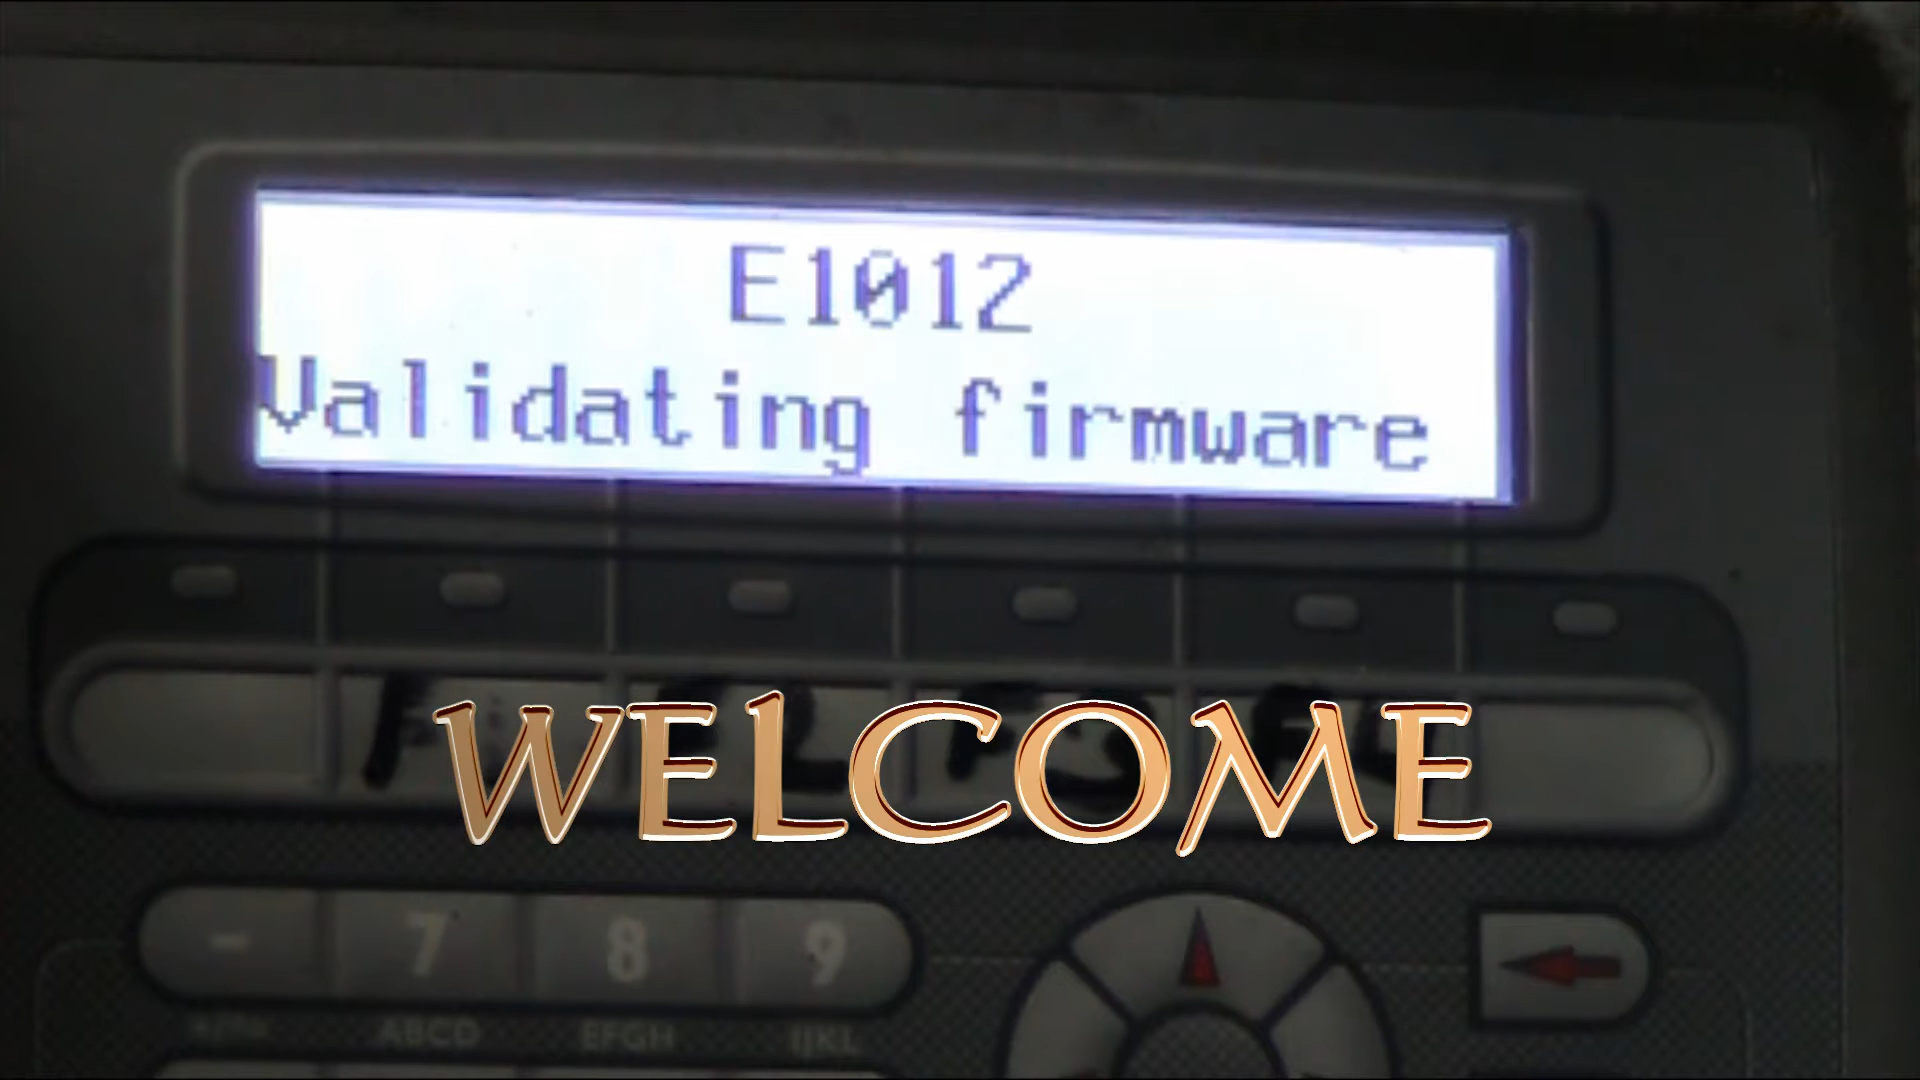 E1012
Validating firmware
WELCOME
- 7 8 9
ABCD EFGH IJKL